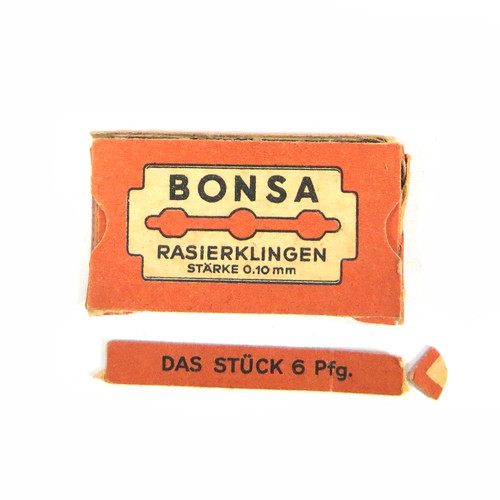 BONSA
RASIERKLINGEN
STÄRKE 0.10 mm
DAS STÜCK 6 Pfg.